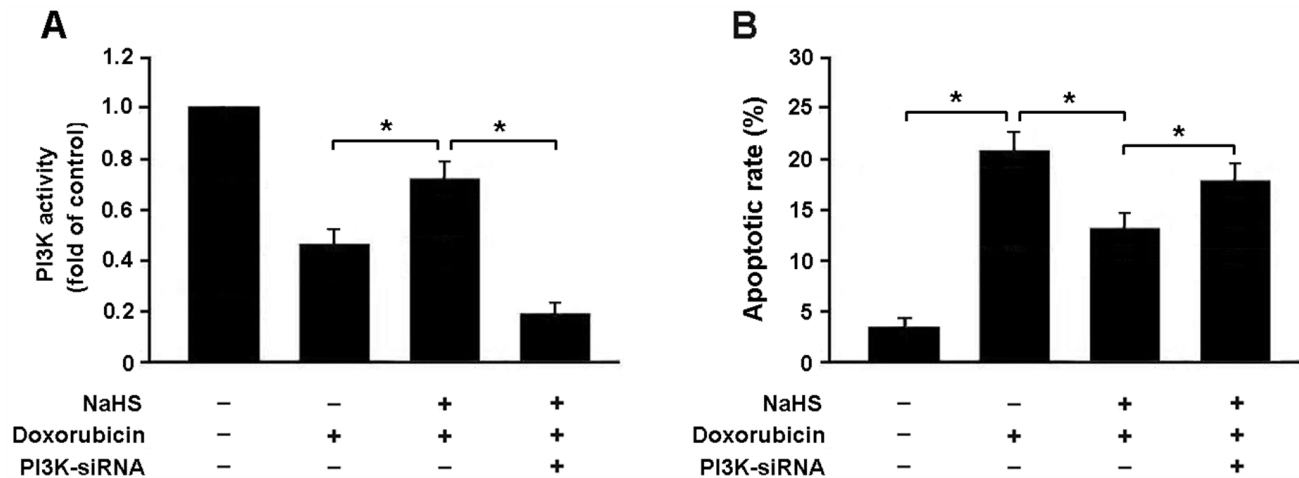 A
PI3K activity
(fold of control)
1.2
1.0
0.8
0.6
0.4
0.2
0
* *
NaHS – – + +
Doxorubicin – + + +
PI3K-siRNA – – – +
B
Apoptotic rate (%)
30
25
20
15
10
5
0
* * *
NaHS – – + +
Doxorubicin – + + +
PI3K-siRNA – – – +